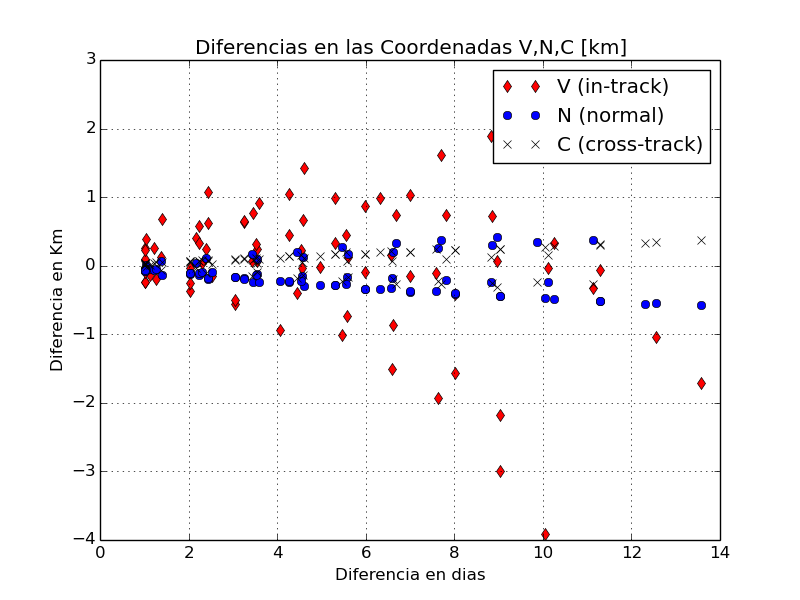 Diferencias en las Coordenadas V,N,C [km]
V (in-track)
N (normal)
C (cross-track)
Diferencia en Km
3
2
1
0
−1
−2
−3
−4
0 2 4 6 8 10 12 14
Diferencia en dias